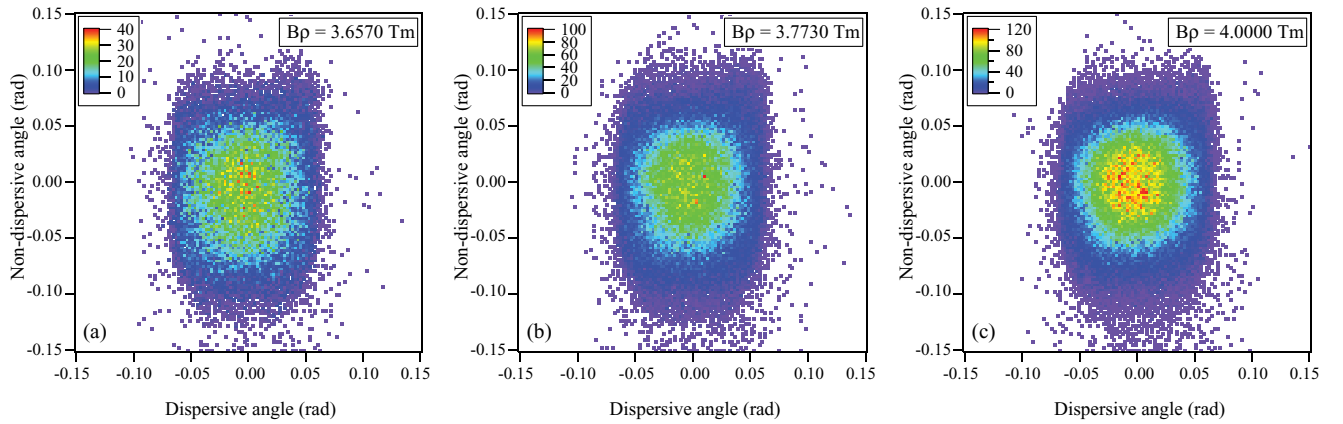 0.15
0.10
0.05
0.00
-0.05
-0.10
-0.15
Non-dispersive angle (rad)
40
30
20
10
0
Bρ = 3.6570 Tm
(a)
-0.15 -0.10 -0.05 0.00 0.05 0.10 0.15
Dispersive angle (rad)
0.15
0.10
0.05
0.00
-0.05
-0.10
-0.15
Non-dispersive angle (rad)
100
80
60
40
20
0
Bρ = 3.7730 Tm
(b)
-0.15 -0.10 -0.05 0.00 0.05 0.10 0.15
Dispersive angle (rad)
0.15
0.10
0.05
0.00
-0.05
-0.10
-0.15
Non-dispersive angle (rad)
120
80
40
0
Bρ = 4.0000 Tm
(c)
-0.15 -0.10 -0.05 0.00 0.05 0.10 0.15
Dispersive angle (rad)